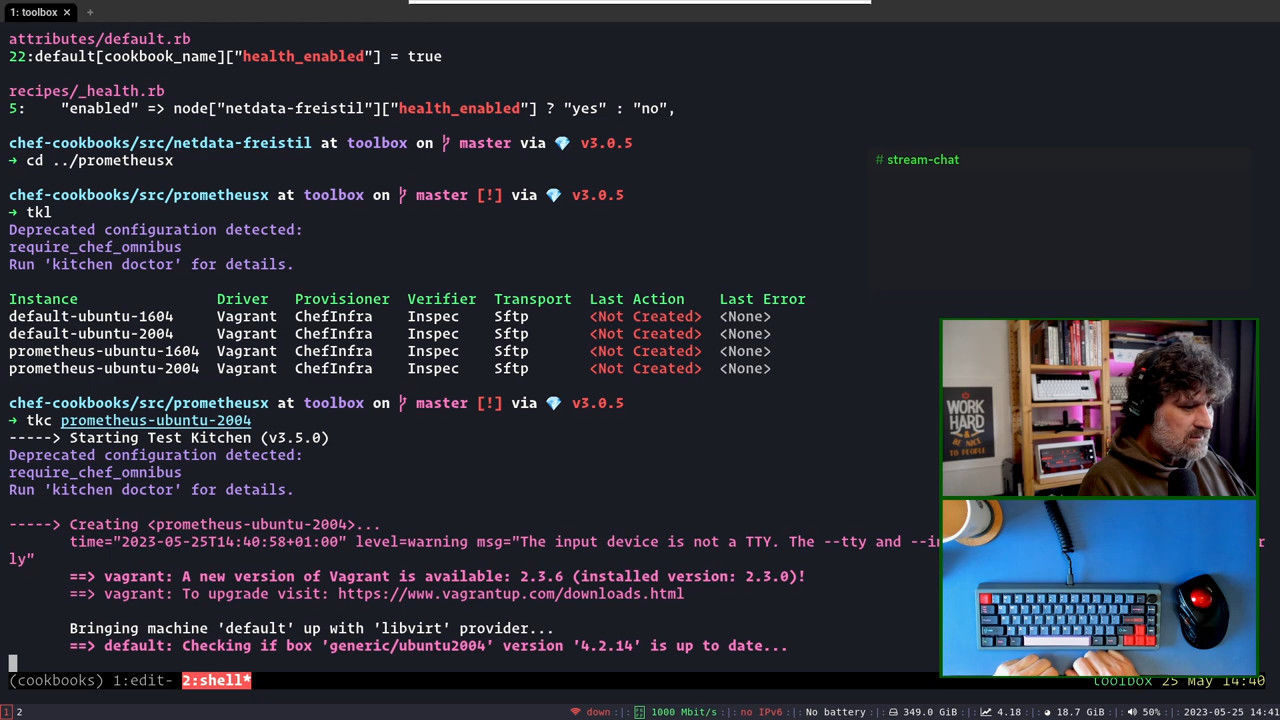 1: toolbox × +
attributes/default.rb
22:default[cookbook_name]["health_enabled"] = true
recipes/_health.rb
5:    "enabled" => node["netdata-freistil"]["health_enabled"] ? "yes" : "no",
chef-cookbooks/src/netdata-freistil at toolbox on master via 💎 v3.0.5
→ cd ../prometheusx
chef-cookbooks/src/prometheusx at toolbox on master [!] via 💎 v3.0.5
→ tkl
Deprecated configuration detected:
require_chef_omnibus
Run 'kitchen doctor' for details.
Instance Driver Provisioner Verifier Transport Last Action Last Error
default-ubuntu-1604 Vagrant ChefInfra Inspec Sftp <Not Created> <None>
default-ubuntu-2004 Vagrant ChefInfra Inspec Sftp <Not Created> <None>
prometheus-ubuntu-1604 Vagrant ChefInfra Inspec Sftp <Not Created> <None>
prometheus-ubuntu-2004 Vagrant ChefInfra Inspec Sftp <Not Created> <None>
chef-cookbooks/src/prometheusx at toolbox on master [!] via 💎 v3.0.5
→ tkc prometheus-ubuntu-2004
-----> Starting Test Kitchen (v3.5.0)
Deprecated configuration detected:
require_chef_omnibus
Run 'kitchen doctor' for details.
-----> Creating <prometheus-ubuntu-2004>...
time="2023-05-25T14:40:58+01:00" level=warning msg="The input device is not a TTY. The --tty and
ly"
==> vagrant: A new version of Vagrant is available: 2.3.6 (installed version: 2.3.0)!
==> vagrant: To upgrade visit: https://www.vagrantup.com/downloads.html
Bringing machine 'default' up with 'libvirt' provider...
==> default: Checking if box 'generic/ubuntu2004' version '4.2.14' is up to date...
(cookbooks) 1:edit- 2:shell*
toolbox 25 May 14:40
# stream-chat
WORK
HARD
& BE NICE
TO PEOPLE
1 2
down 1000 Mbit/s no IPv6 No battery 349.0 GiB 4.18 18.7 GiB 50% 2023-05-25 14:41